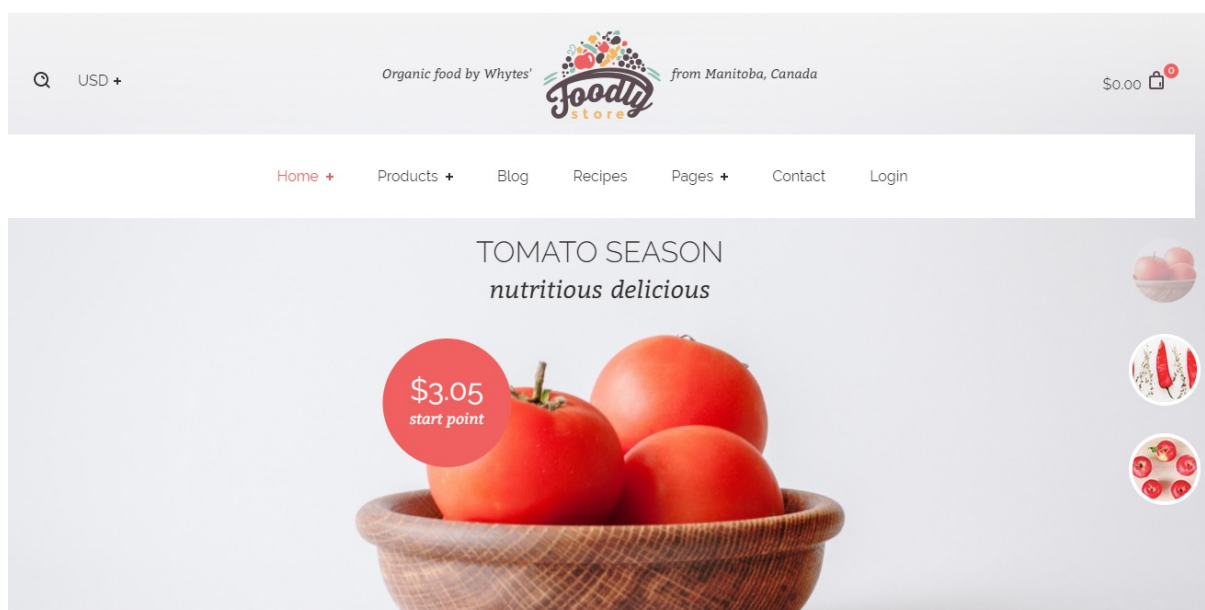 USD +
Organic food by Whytes'
Foodly
store
from Manitoba, Canada
$0.00
0
Home +
Products +
Blog
Recipes
Pages +
Contact
Login
TOMATO SEASON
nutritious delicious
$3.05
start point